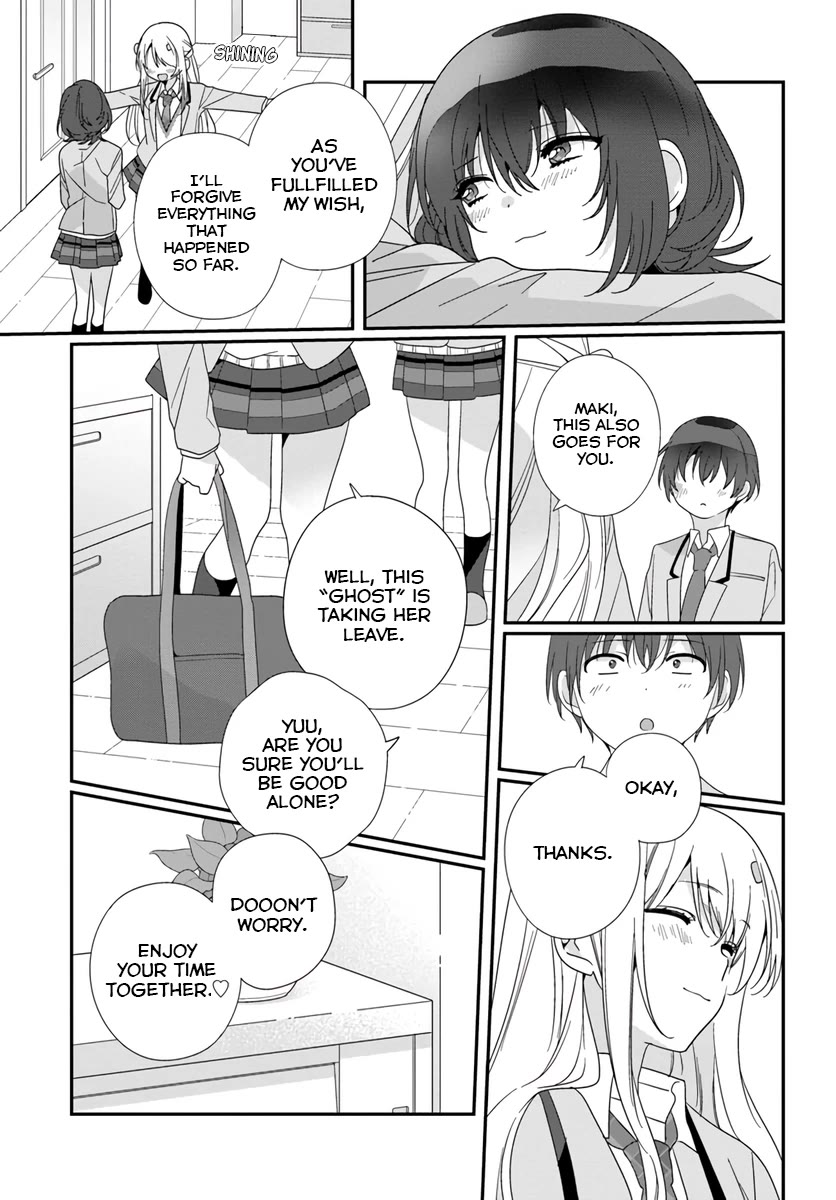 SHINING
AS
YOU'VE
FULLFILLED
MY WISH,
I'LL
FORGIVE
EVERYTHING
THAT
HAPPENED
SO FAR.
MAKI,
THIS ALSO
GOES FOR
YOU.
OKAY,
THANKS.
WELL, THIS
"GHOST" IS
TAKING HER
LEAVE.
YUU,
ARE YOU
SURE YOU'LL
BE GOOD
ALONE?
DOOON'T
WORRY.
ENJOY
YOUR TIME
TOGETHER.♡